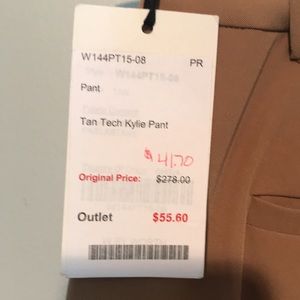 W144PT15-08 PR
Pant
Tan Tech Kylie Pant
$41.70
Original Price: $278.00
Outlet $55.60